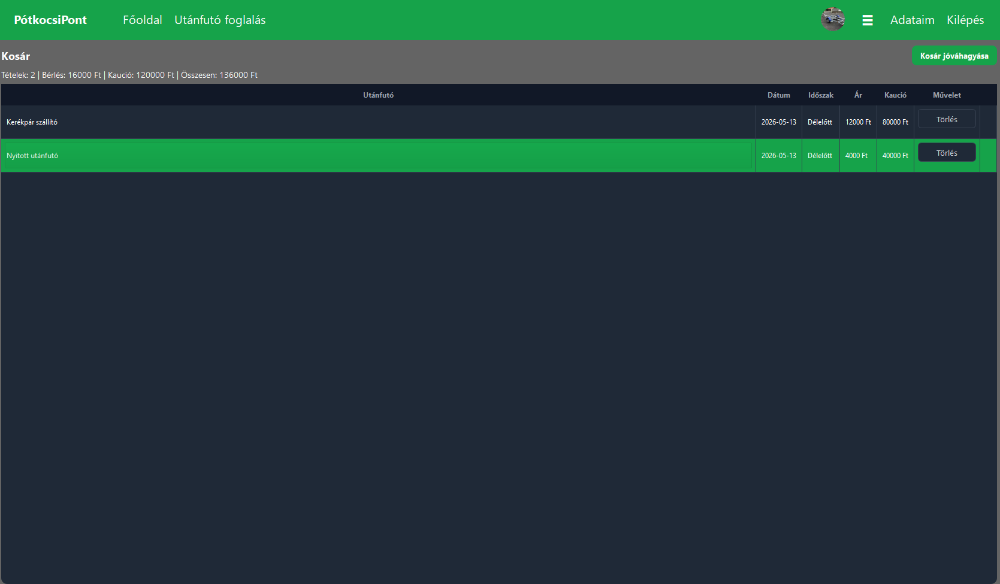 PótkocsiPont Főoldal Utánfutó foglalás Adataim Kilépés
Kosár Kosár jóváhagyása
Tételek: 2 | Bérlés: 16000 Ft | Kaució: 120000 Ft | Összesen: 136000 Ft
Utánfutó Dátum Időszak Ár Kaució Művelet
Kerékpár szállító 2026-05-13 Délelőtt 12000 Ft 80000 Ft Törlés
Nyitott utánfutó 2026-05-13 Délelőtt 4000 Ft 40000 Ft Törlés